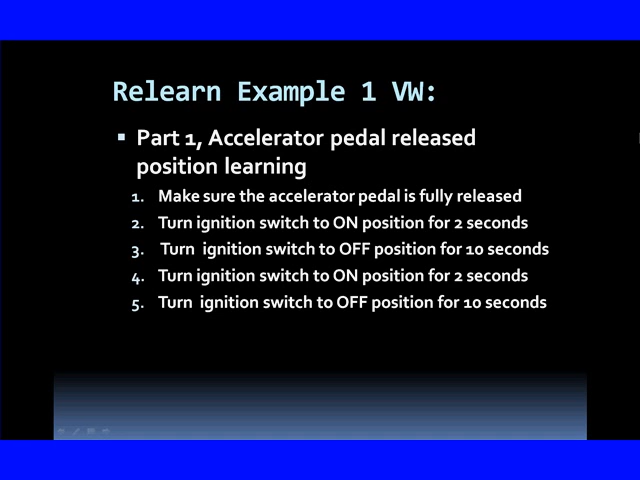 Relearn Example 1 VW:
▪ Part 1, Accelerator pedal released
position learning
1. Make sure the accelerator pedal is fully released
2. Turn ignition switch to ON position for 2 seconds
3. Turn ignition switch to OFF position for 10 seconds
4. Turn ignition switch to ON position for 2 seconds
5. Turn ignition switch to OFF position for 10 seconds